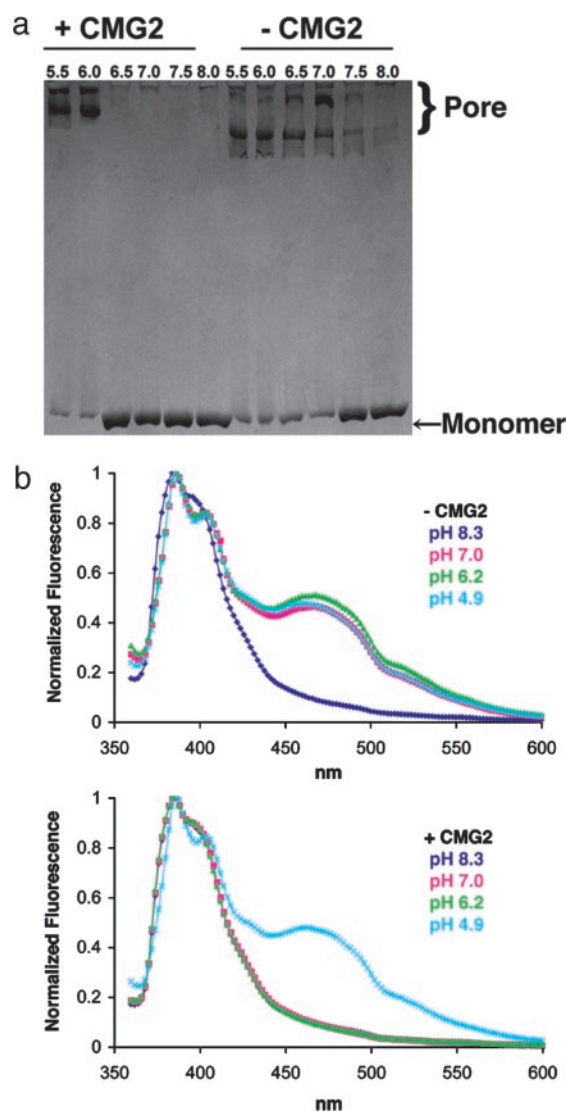 a
+ CMG2 - CMG2
5.5 6.0 6.5 7.0 7.5 8.0 5.5 6.0 6.5 7.0 7.5 8.0
} Pore
←Monomer
b
1
0.8
0.6
0.4
0.2
0
Normalized Fluorescence
- CMG2
pH 8.3
pH 7.0
pH 6.2
pH 4.9
350 400 450 500 550 600
nm
1
0.8
0.6
0.4
0.2
0
Normalized Fluorescence
+ CMG2
pH 8.3
pH 7.0
pH 6.2
pH 4.9
350 400 450 500 550 600
nm